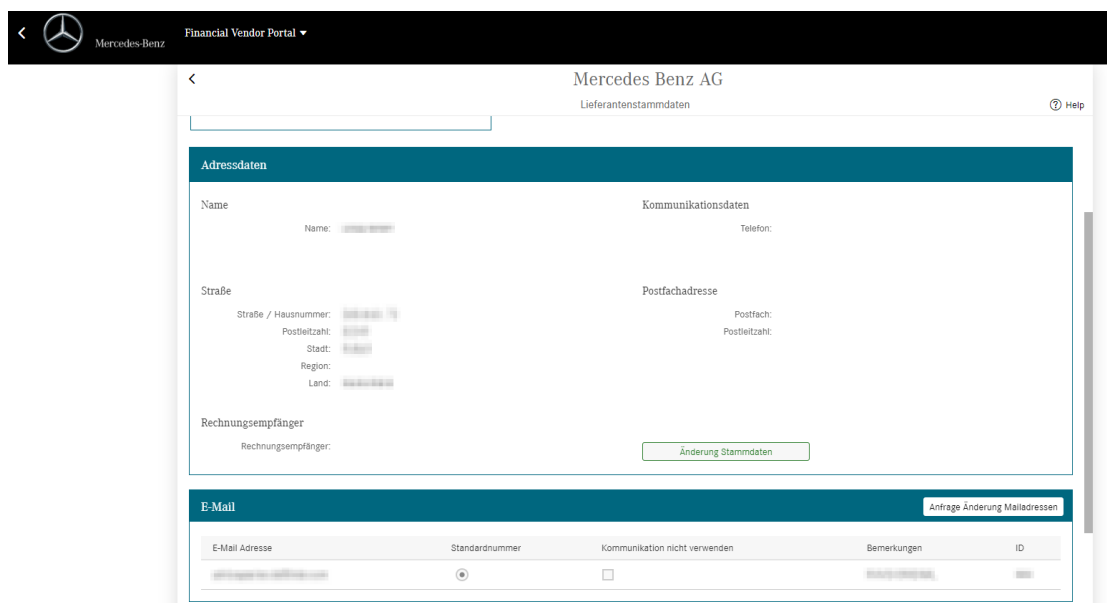 Mercedes-Benz
Financial Vendor Portal
Mercedes Benz AG
Lieferantenstammdaten
Help
Adressdaten
Name
Kommunikationsdaten
Name:
Telefon:
Straße
Postfachadresse
Straße / Hausnummer:
Postfach:
Postleitzahl:
Postleitzahl:
Stadt:
Region:
Land:
Rechnungsempfänger
Rechnungsempfänger:
Änderung Stammdaten
E-Mail
Anfrage Änderung Mailadressen
E-Mail Adresse
Standardnummer
Kommunikation nicht verwenden
Bemerkungen
ID